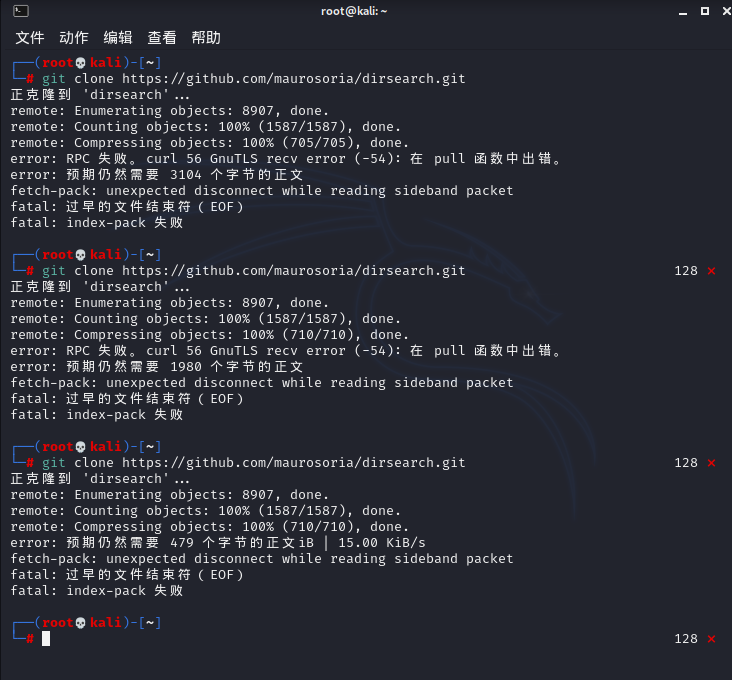 root@kali: ~
文件 动作 编辑 查看 帮助
┌──(root💀kali)-[~]
└─# git clone https://github.com/maurosoria/dirsearch.git
正克隆到 'dirsearch'...
remote: Enumerating objects: 8907, done.
remote: Counting objects: 100% (1587/1587), done.
remote: Compressing objects: 100% (705/705), done.
error: RPC 失败。curl 56 GnuTLS recv error (-54): 在 pull 函数中出错。
error: 预期仍然需要 3104 个字节的正文
fetch-pack: unexpected disconnect while reading sideband packet
fatal: 过早的文件结束符（EOF）
fatal: index-pack 失败
┌──(root💀kali)-[~]
└─# git clone https://github.com/maurosoria/dirsearch.git 128 ⨯
正克隆到 'dirsearch'...
remote: Enumerating objects: 8907, done.
remote: Counting objects: 100% (1587/1587), done.
remote: Compressing objects: 100% (710/710), done.
error: RPC 失败。curl 56 GnuTLS recv error (-54): 在 pull 函数中出错。
error: 预期仍然需要 1980 个字节的正文
fetch-pack: unexpected disconnect while reading sideband packet
fatal: 过早的文件结束符（EOF）
fatal: index-pack 失败
┌──(root💀kali)-[~]
└─# git clone https://github.com/maurosoria/dirsearch.git 128 ⨯
正克隆到 'dirsearch'...
remote: Enumerating objects: 8907, done.
remote: Counting objects: 100% (1587/1587), done.
remote: Compressing objects: 100% (710/710), done.
error: 预期仍然需要 479 个字节的正文iB | 15.00 KiB/s
fetch-pack: unexpected disconnect while reading sideband packet
fatal: 过早的文件结束符（EOF）
fatal: index-pack 失败
┌──(root💀kali)-[~]
└─# 128 ⨯